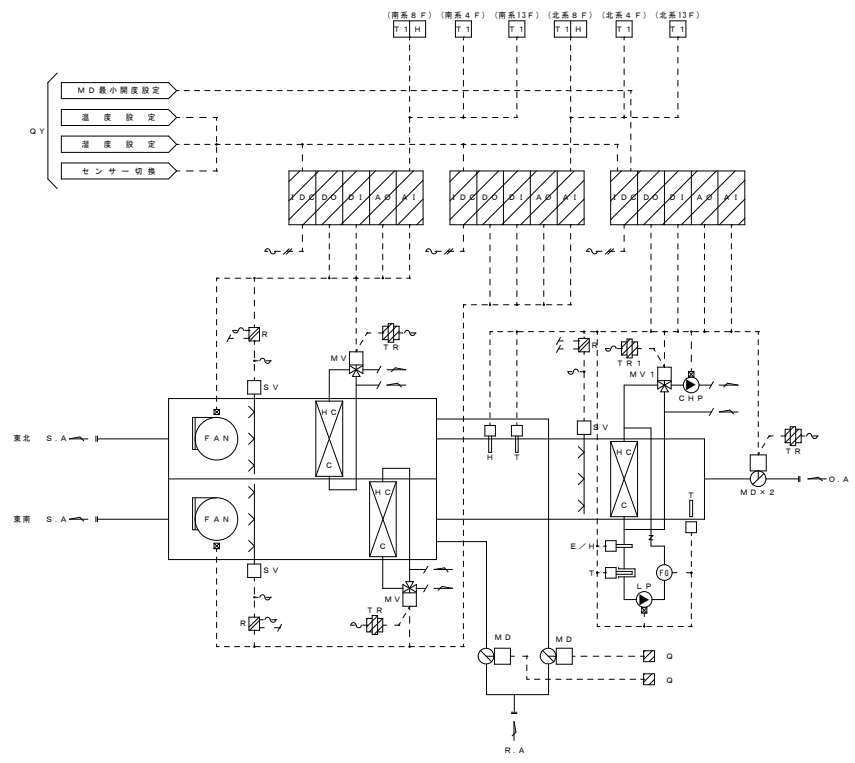 (南系８Ｆ) (南系４Ｆ) (南系13Ｆ) (北系８Ｆ) (北系４Ｆ) (北系13Ｆ)
Ｔ１ Ｈ Ｔ１ Ｔ１ Ｔ１ Ｈ Ｔ１ Ｔ１
ＭＤ最小開度設定
温度設定
ＱＹ
湿度設定
センサー切換
ＩＤＣ ＤＯ ＤＩ ＡＯ ＡＩ ＩＤＣ ＤＯ ＤＩ ＡＯ ＡＩ ＩＤＣ ＤＯ ＤＩ ＡＯ ＡＩ
Ｒ
ＴＲ
Ｒ
ＴＲ１
ＭＶ
ＭＶ１
ＳＶ
ＣＨＰ
ＨＣ
ＳＶ
東北 Ｓ.Ａ
ＦＡＮ
Ｃ
Ｈ Ｔ
ＨＣ
ＴＲ
ＨＣ
Ｃ
ＭＤ×２
Ｏ.Ａ
Ｔ
東南 Ｓ.Ａ
ＦＡＮ
Ｃ
Ｅ／Ｈ
Ｚ
ＳＶ
Ｔ
ＦＧ
ＭＶ
ＬＰ
ＴＲ
Ｒ
ＭＤ ＭＤ
Ｑ
Ｑ
Ｒ.Ａ